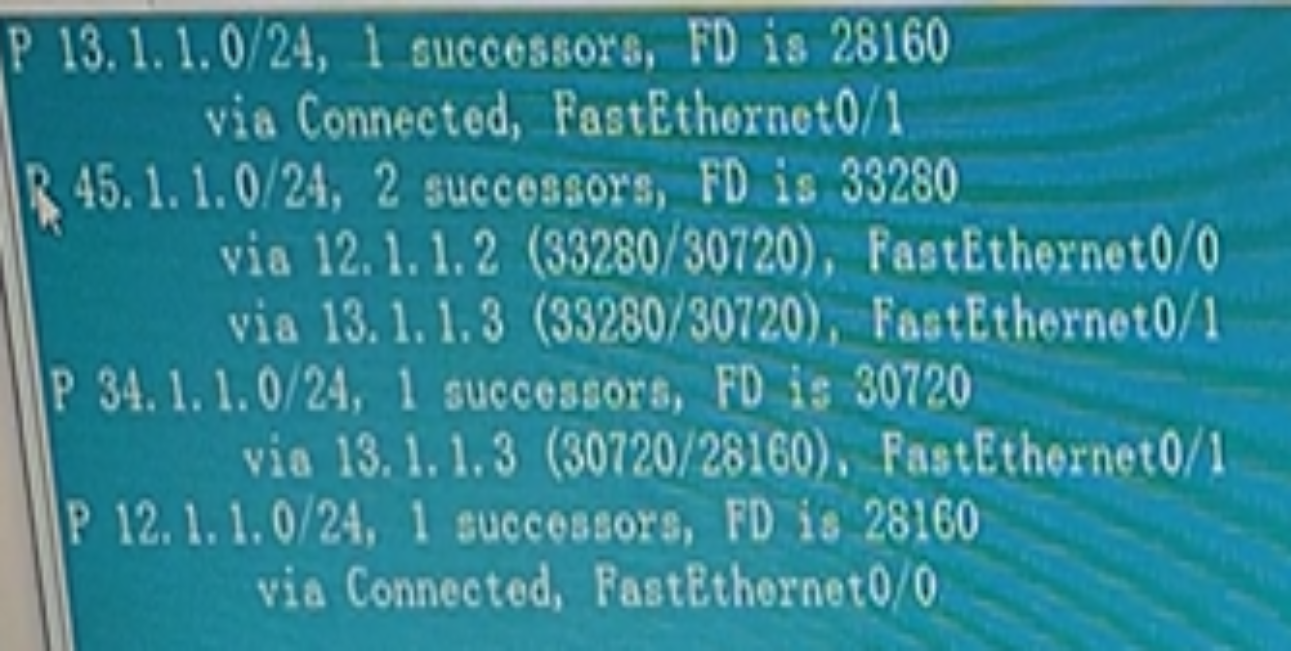 P 13.1.1.0/24, 1 successors, FD is 28160
via Connected, FastEthernet0/1
R 45.1.1.0/24, 2 successors, FD is 33280
via 12.1.1.2 (33280/30720), FastEthernet0/0
via 13.1.1.3 (33280/30720), FastEthernet0/1
P 34.1.1.0/24, 1 successors, FD is 30720
via 13.1.1.3 (30720/28160), FastEthernet0/1
P 12.1.1.0/24, 1 successors, FD is 28160
via Connected, FastEthernet0/0